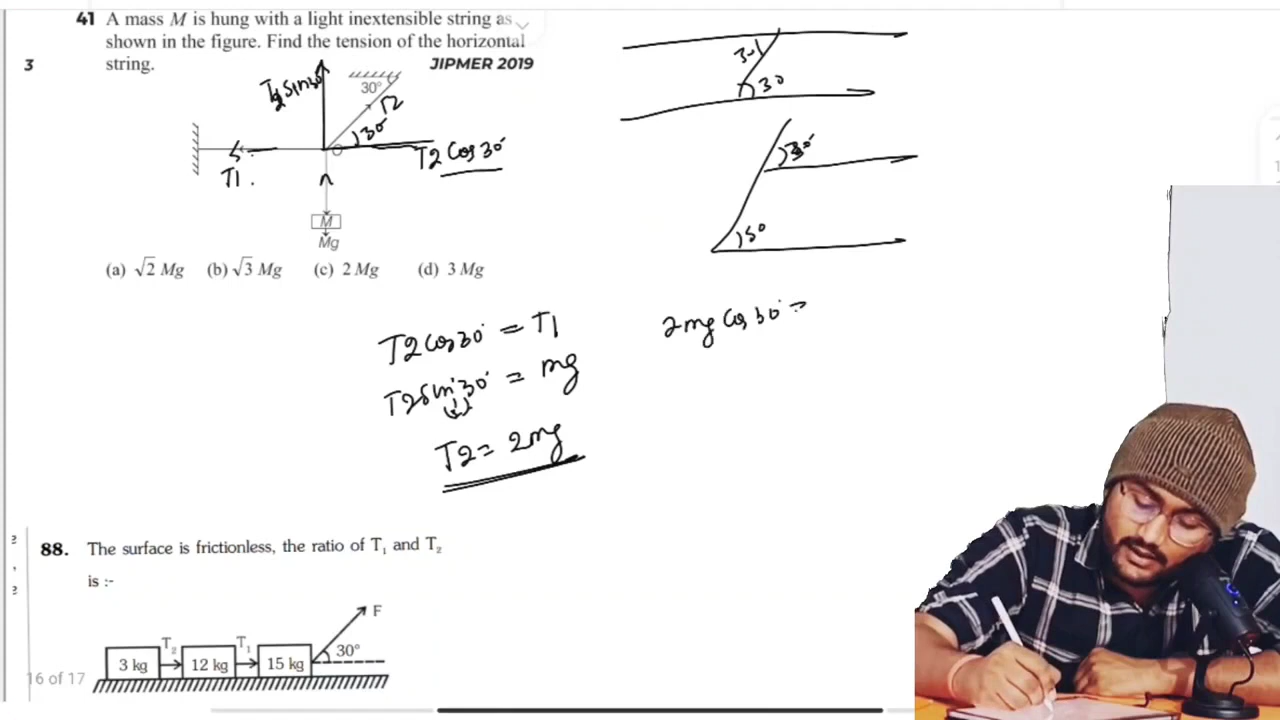 41 A mass M is hung with a light inextensible string as
shown in the figure. Find the tension of the horizontal
string. JIPMER 2019
3
T2 Sin30°
30°
T2
30°
T2 Cos30°
T1
M
Mg
(a) √2 Mg (b) √3 Mg (c) 2 Mg (d) 3 Mg
30
30°
50
T2 cos30° = T1
T2 Sin30° = mg
T2 = 2mg
2mg Cos 30° =
88. The surface is frictionless, the ratio of T₁ and T₂
is :-
F
30°
T₂
T₁
3 kg
12 kg
15 kg
16 of 17